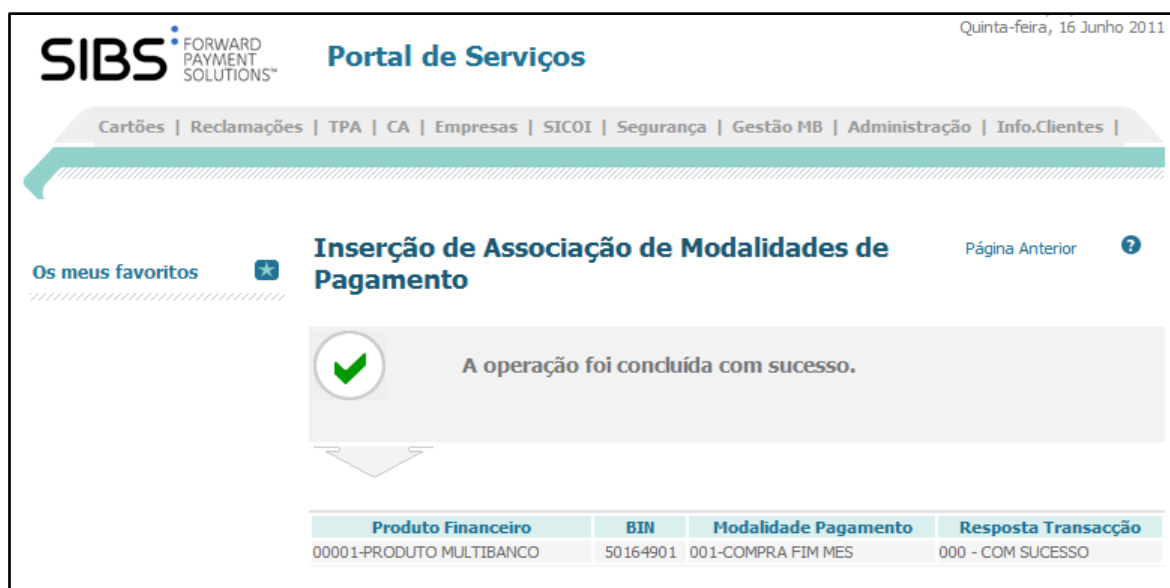 Quinta-feira, 16 Junho 2011
SIBS FORWARD
PAYMENT
SOLUTIONS™
Portal de Serviços
Cartões | Reclamações | TPA | CA | Empresas | SICOI | Segurança | Gestão MB | Administração | Info.Clientes |
Os meus favoritos
Inserção de Associação de Modalidades de
Pagamento
Página Anterior ?
A operação foi concluída com sucesso.
Produto Financeiro BIN Modalidade Pagamento Resposta Transacção
00001-PRODUTO MULTIBANCO 50164901 001-COMPRA FIM MES 000 - COM SUCESSO